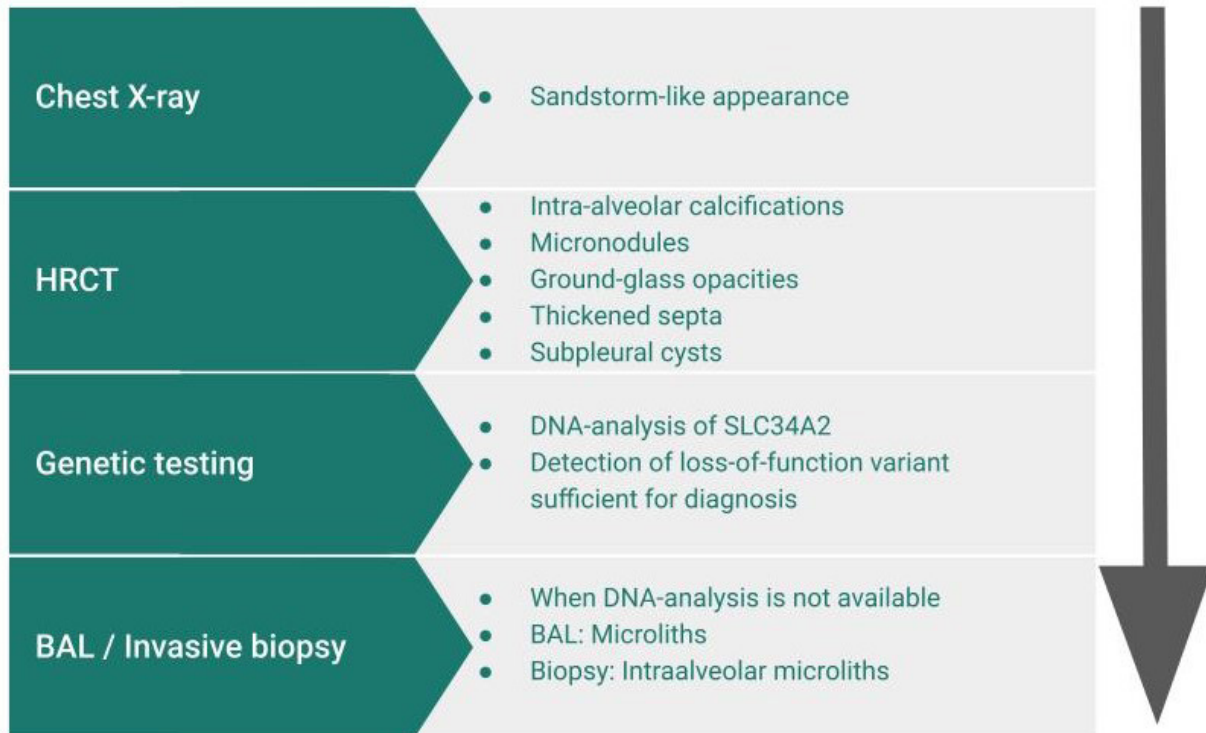 Chest X-ray
• Sandstorm-like appearance
HRCT
• Intra-alveolar calcifications
• Micronodules
• Ground-glass opacities
• Thickened septa
• Subpleural cysts
Genetic testing
• DNA-analysis of SLC34A2
• Detection of loss-of-function variant
sufficient for diagnosis
BAL / Invasive biopsy
• When DNA-analysis is not available
• BAL: Microliths
• Biopsy: Intraalveolar microliths